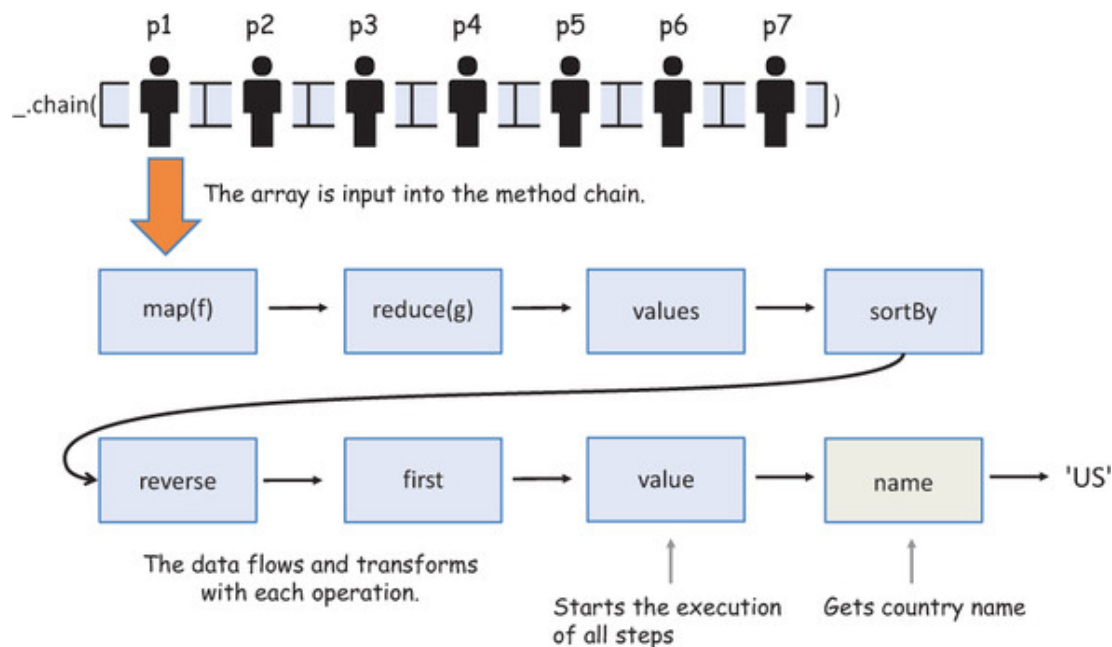 p1 p2 p3 p4 p5 p6 p7
_.chain( )
The array is input into the method chain.
map(f) reduce(g) values sortBy
reverse first value name 'US'
The data flows and transforms
with each operation.
Starts the execution
of all steps
Gets country name